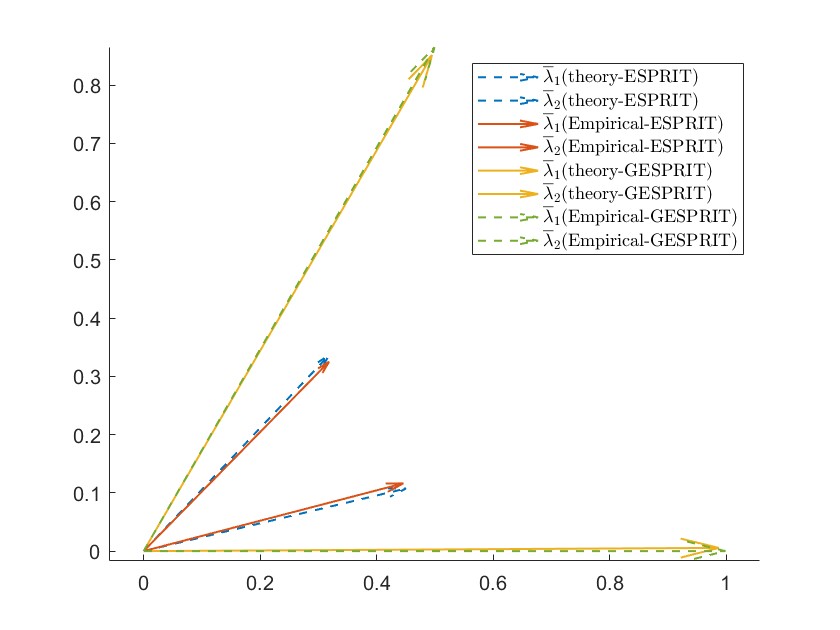 0.8
0.7
0.6
0.5
0.4
0.3
0.2
0.1
0
0 0.2 0.4 0.6 0.8 1
λ̅₁(theory-ESPRIT)
λ̅₂(theory-ESPRIT)
λ̅₁(Empirical-ESPRIT)
λ̅₂(Empirical-ESPRIT)
λ̅₁(theory-GESPRIT)
λ̅₂(theory-GESPRIT)
λ̅₁(Empirical-GESPRIT)
λ̅₂(Empirical-GESPRIT)